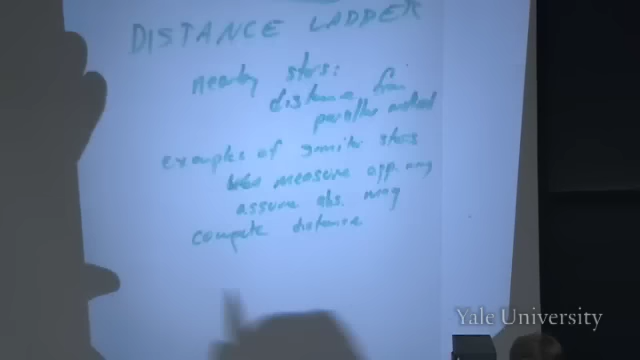 DISTANCE LADDER
Nearby stars:
distance from
parallax method
examples of similar stars
measure app. mag
assume abs. mag
compute distance
Yale University